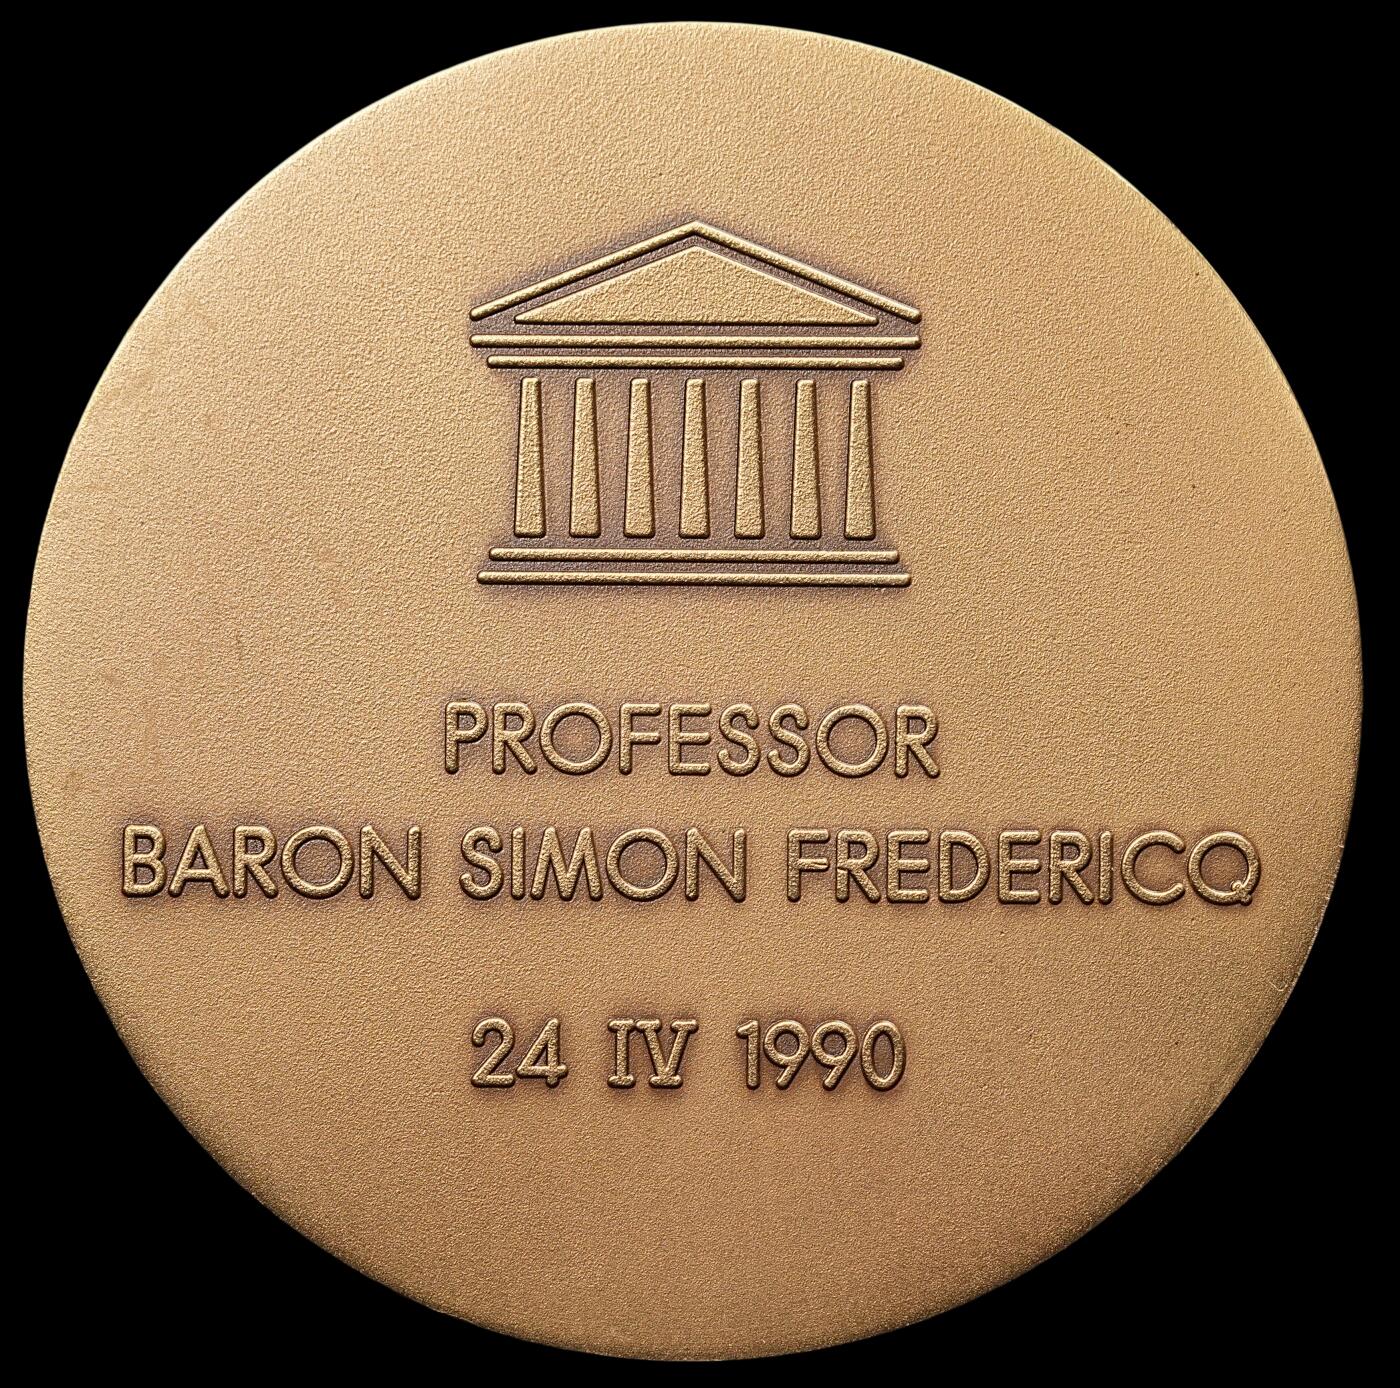 PROFESSOR
BARON SIMON FREDERICQ
24 IV 1990